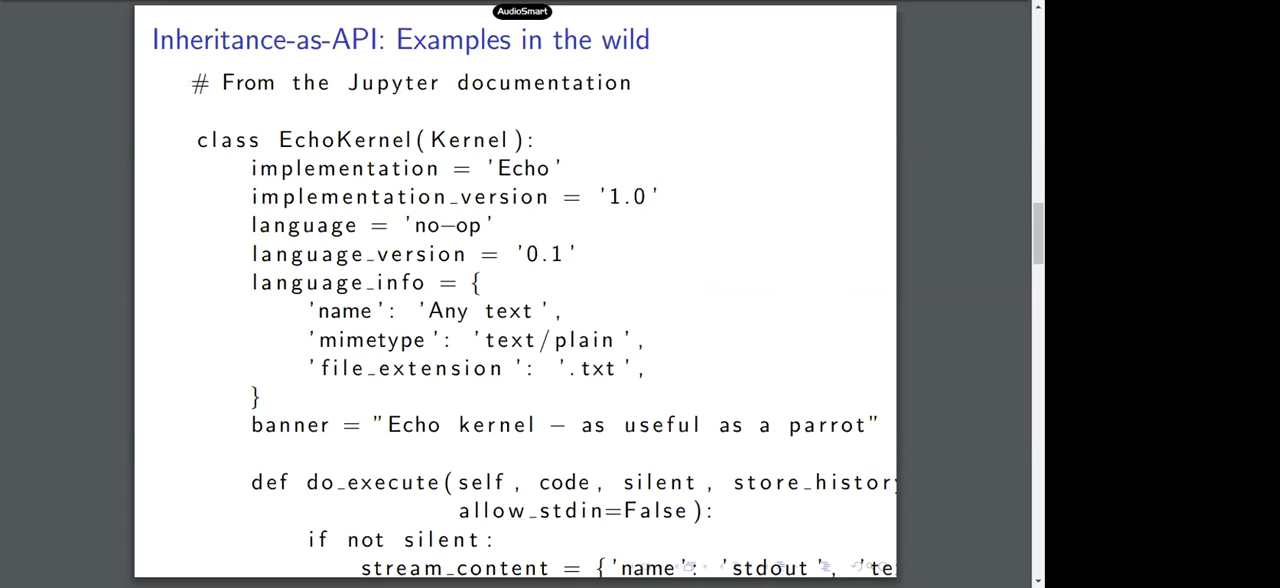 AudioSmart
Inheritance-as-API: Examples in the wild
# From the Jupyter documentation
class EchoKernel(Kernel):
implementation = 'Echo'
implementation_version = '1.0'
language = 'no-op'
language_version = '0.1'
language_info = {
'name': 'Any text',
'mimetype': 'text/plain',
'file_extension': '.txt',
}
banner = "Echo kernel - as useful as a parrot"
def do_execute(self, code, silent, store_history
allow_stdin=False):
if not silent:
stream_content = {'name': 'stdout', 'te